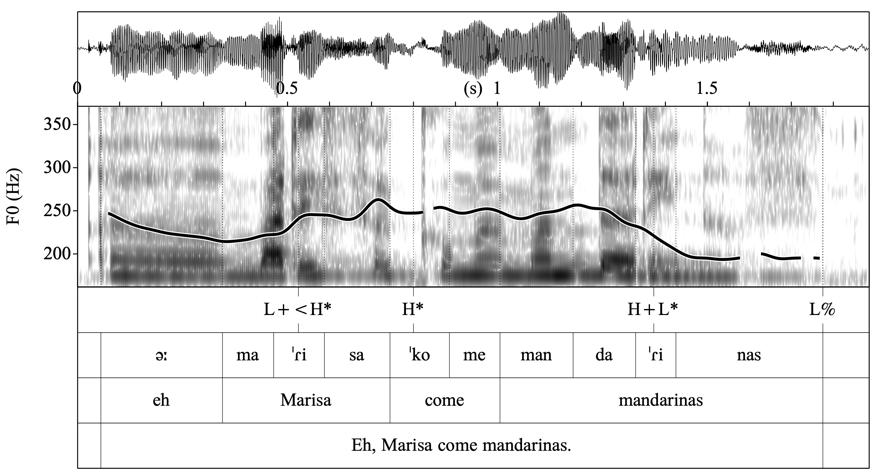 0 0.5 (s) 1 1.5
350
300
250
200
F0 (Hz)
L + < H* H* H + L* L%
ə: ma ˈɾi sa ˈko me man da ˈɾi nas
eh Marisa come mandarinas
Eh, Marisa come mandarinas.